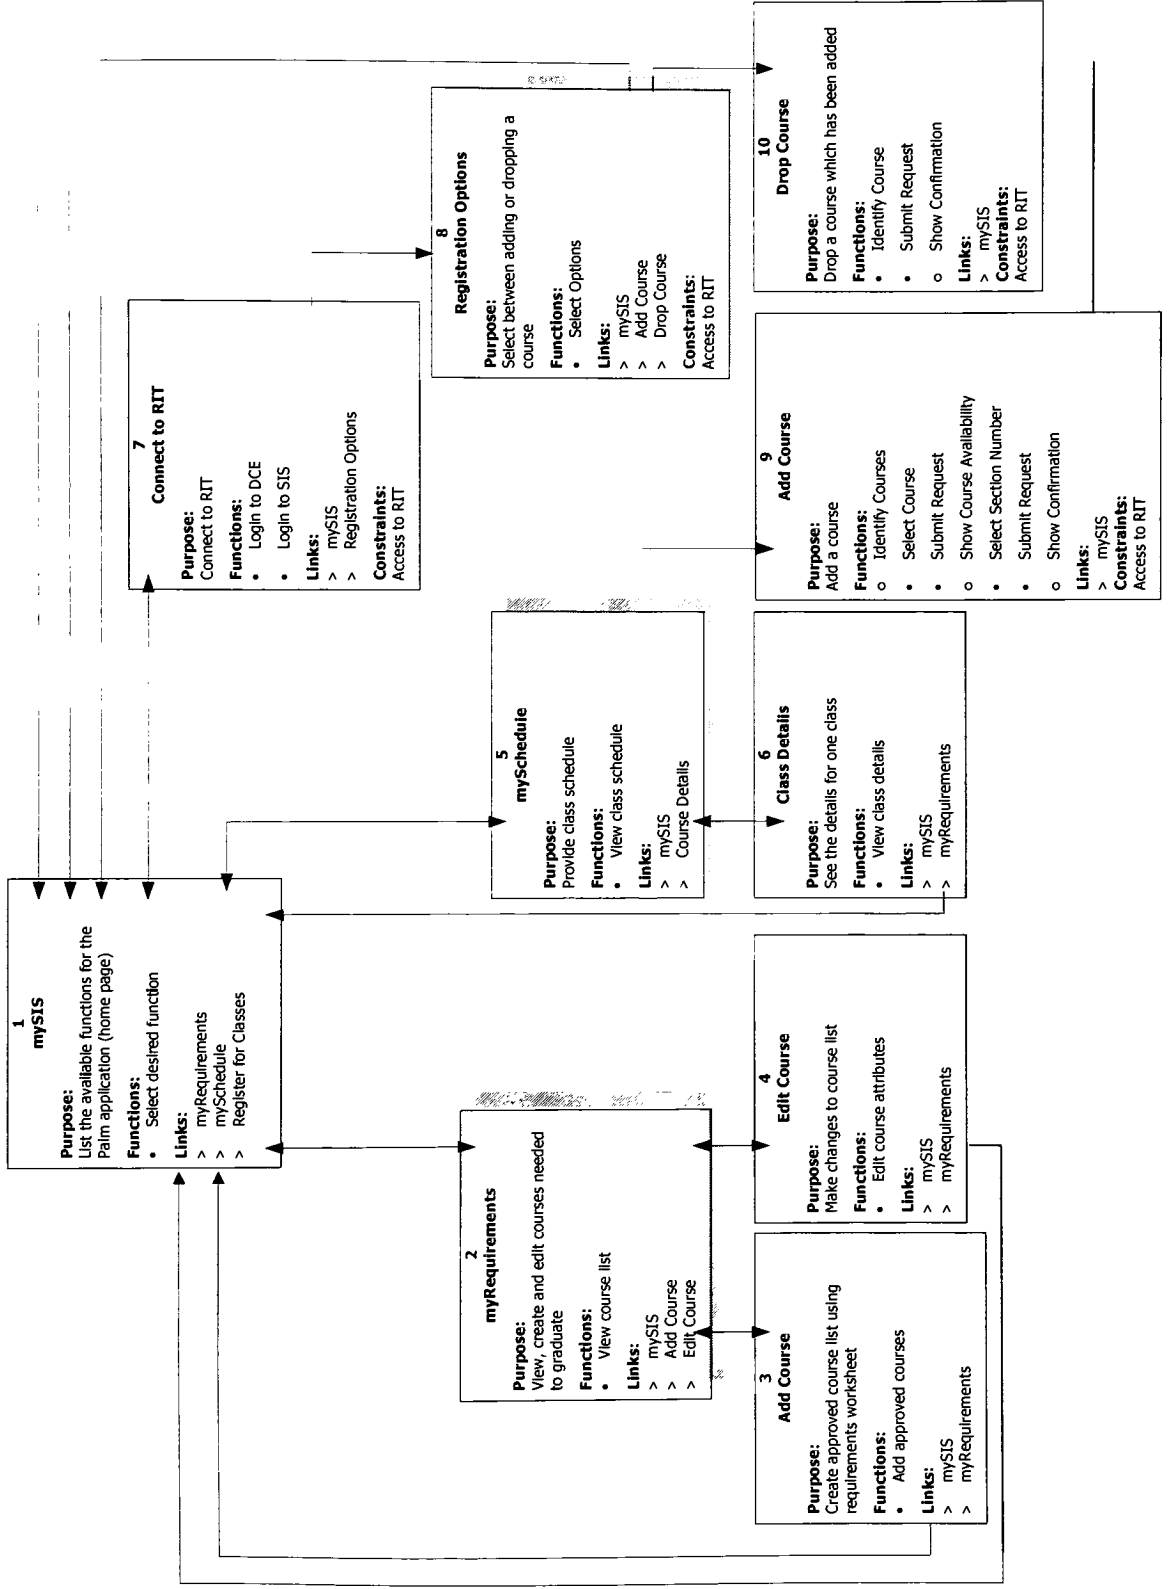 1
mySIS
Purpose:
List the available functions for the
Palm application (home page)
Functions:
• Select desired function
Links:
> myRequirements
> mySchedule
> Register for Classes
2
myRequirements
Purpose:
View, create and edit courses needed
to graduate
Functions:
• View course list
Links:
> mySIS
> Add Course
> Edit Course
3
Add Course
Purpose:
Create approved course list using
requirements worksheet
Functions:
• Add approved courses
Links:
> mySIS
> myRequirements
4
Edit Course
Purpose:
Make changes to course list
Functions:
• Edit course attributes
Links:
> mySIS
> myRequirements
5
mySchedule
Purpose:
Provide class schedule
Functions:
• View class schedule
Links:
> mySIS
> Course Details
6
Class Details
Purpose:
See the details for one class
Functions:
• View class details
Links:
> mySIS
> myRequirements
7
Connect to RIT
Purpose:
Connect to RIT
Functions:
• Login to DCE
• Login to SIS
Links:
> mySIS
> Registration Options
Constraints:
Access to RIT
8
Registration Options
Purpose:
Select between adding or dropping a
course
Functions:
• Select Options
Links:
> mySIS
> Add Course
> Drop Course
Constraints:
Access to RIT
9
Add Course
Purpose:
Add a course
Functions:
o Identify Courses
• Select Course
• Submit Request
o Show Course Availability
• Select Section Number
• Submit Request
o Show Confirmation
Links:
> mySIS
Constraints:
Access to RIT
10
Drop Course
Purpose:
Drop a course which has been added
Functions:
• Identify Course
• Submit Request
o Show Confirmation
Links:
> mySIS
Constraints:
Access to RIT